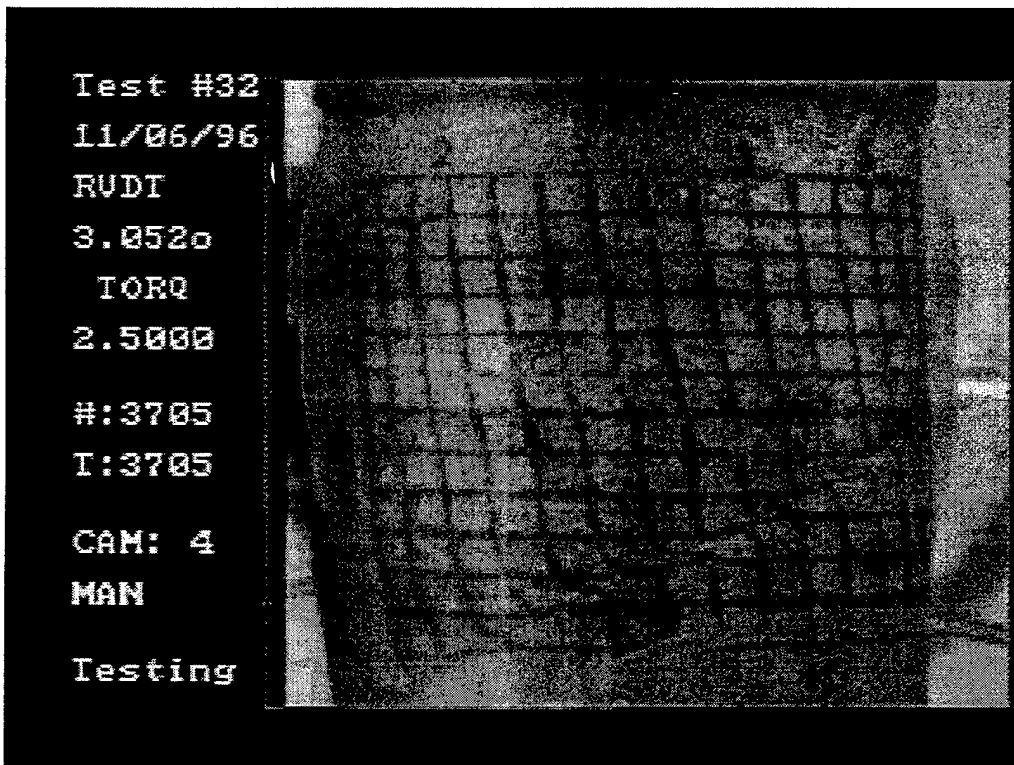 Test #32
11/06/96
RVDT
3.052o
TORQ
2.5000
#:3705
T:3705
CAM: 4
MAN
Testing